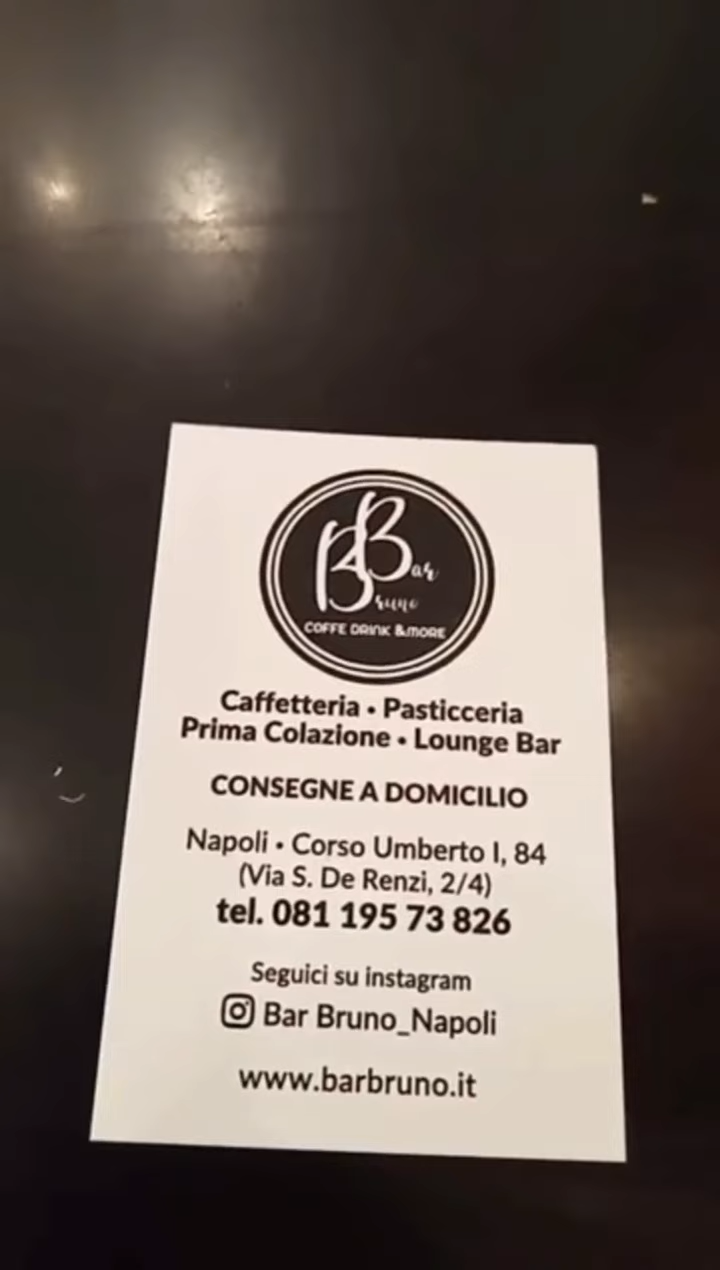 Bar
Bruno
COFFE DRINK &MORE
Caffetteria • Pasticceria
Prima Colazione • Lounge Bar
CONSEGNE A DOMICILIO
Napoli • Corso Umberto I, 84
(Via S. De Renzi, 2/4)
tel. 081 195 73 826
Seguici su instagram
Bar Bruno_Napoli
www.barbruno.it